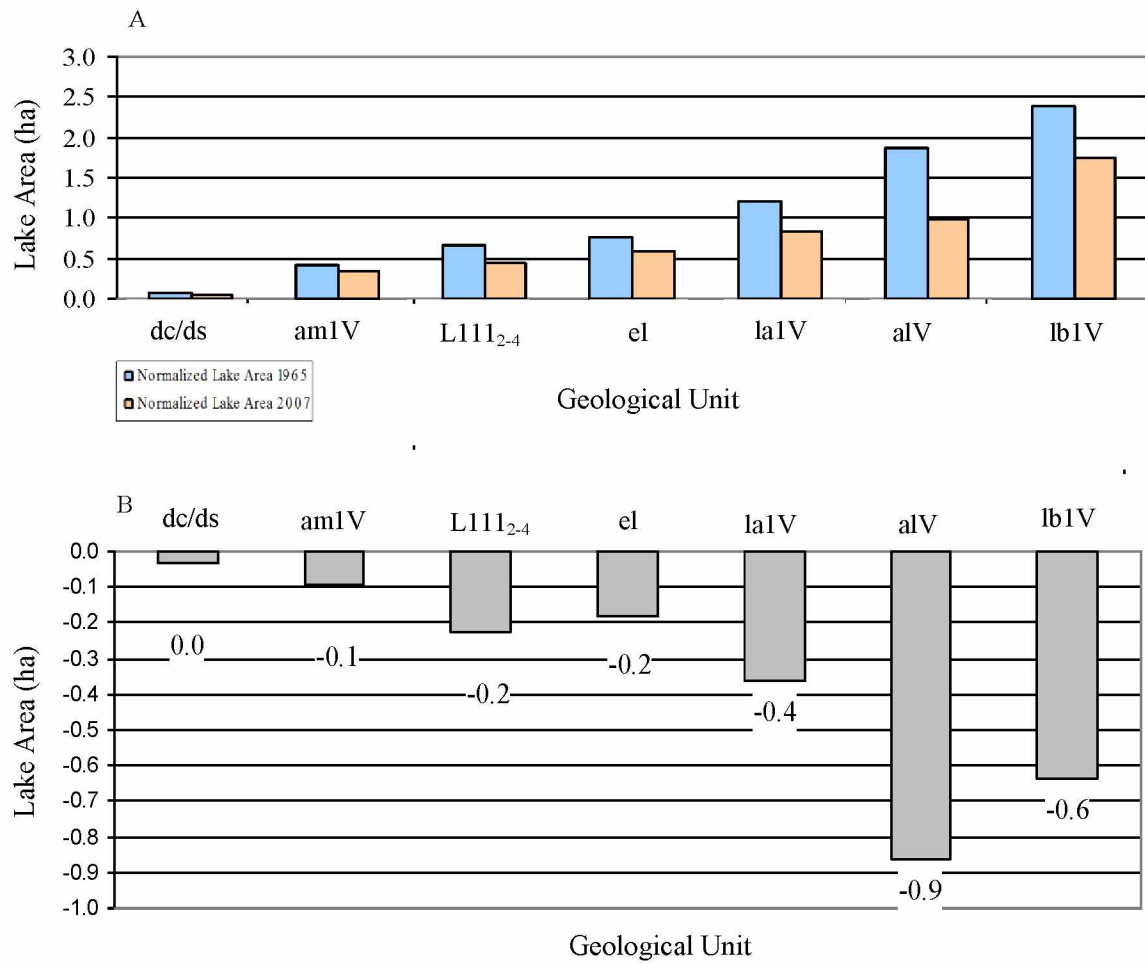 A
3.0
2.5
2.0
1.5
1.0
0.5
0.0
Lake Area (ha)
dc/ds am1V L111₂₋₄ el la1V alV lb1V
Normalized Lake Area 1965
Normalized Lake Area 2007
Geological Unit
B
dc/ds am1V L111₂₋₄ el la1V alV lb1V
0.0
-0.1
-0.2
-0.3
-0.4
-0.5
-0.6
-0.7
-0.8
-0.9
-1.0
Lake Area (ha)
0.0 -0.1 -0.2 -0.2 -0.4 -0.9 -0.6
Geological Unit